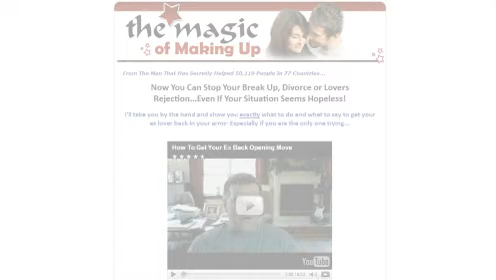 the magic
of Making Up
From The Man That Has Secretly Helped 50,119 People In 77 Countries...
Now You Can Stop Your Break Up, Divorce or Lovers
Rejection...Even If Your Situation Seems Hopeless!
I'll take you by the hand and show you exactly what to do and what to say to get your
ex lover back in your arms- Especially if you are the only one trying...
How To Get Your Ex Back Opening Move
YouTube